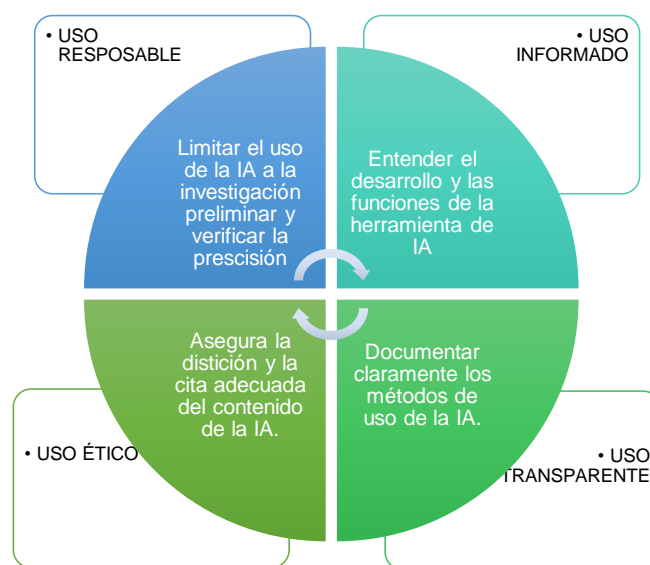 • USO
RESPOSABLE
• USO
INFORMADO
Limitar el uso
de la IA a la
investigación
preliminar y
verificar la
prescisión
Entender el
desarrollo y las
funciones de la
herramienta de
IA
Asegura la
distición y la
cita adecuada
del contenido
de la IA.
Documentar
claramente los
métodos de
uso de la IA.
• USO ÉTICO
• USO
TRANSPARENTE